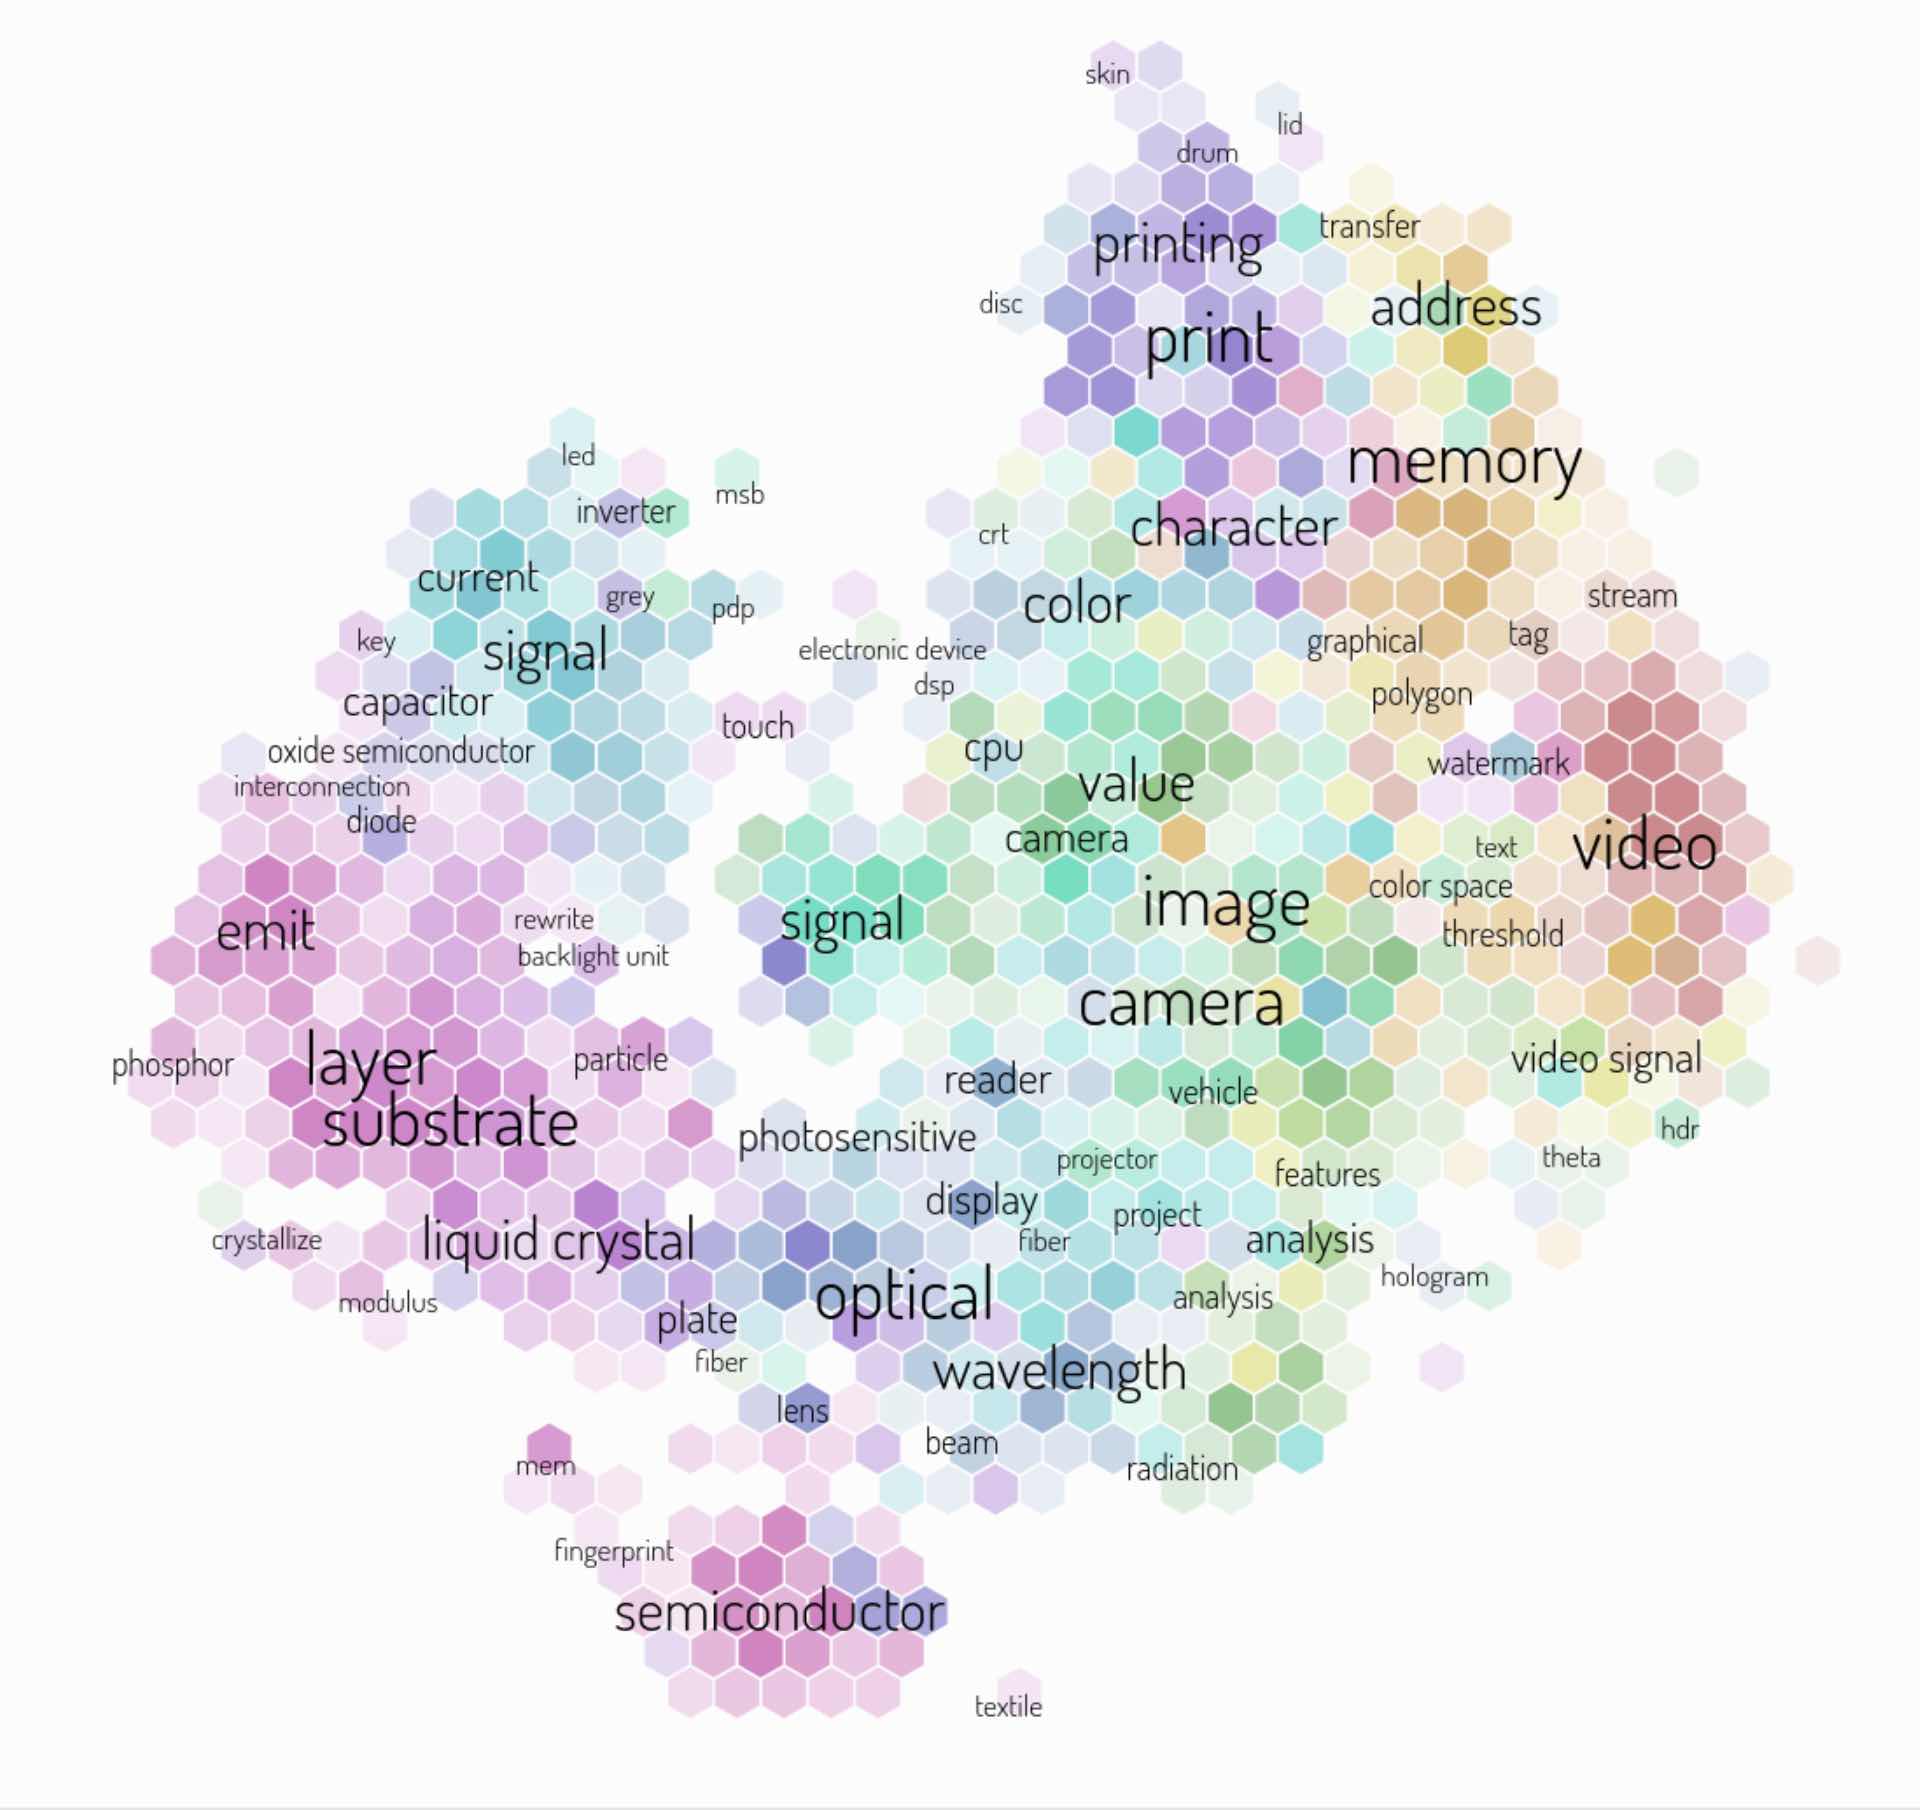 skin
lid
drum
transfer
printing
disc
address
print
led
memory
msb
inverter
character
crt
current
grey
pdp
color
stream
key
signal
electronic device
graphical
tag
dsp
capacitor
touch
polygon
oxide semiconductor
cpu
watermark
interconnection
value
diode
camera
text
video
color space
image
emit
rewrite
signal
threshold
backlight unit
camera
phosphor
layer
particle
reader
vehicle
video signal
substrate
photosensitive
hdr
projector
features
theta
display
project
crystallize
liquid crystal
fiber
analysis
modulus
optical
analysis
hologram
plate
fiber
wavelength
lens
beam
mem
radiation
fingerprint
semiconductor
textile